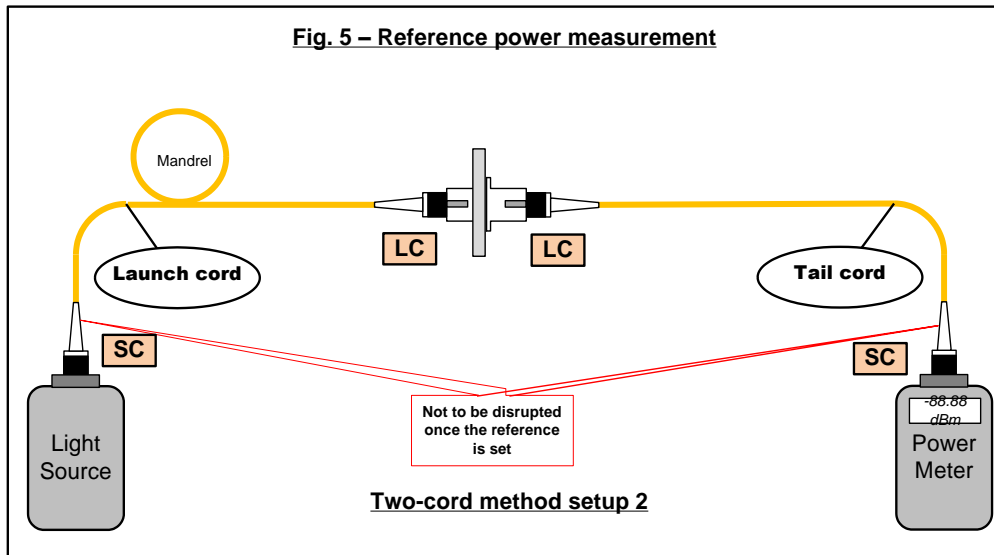 Fig. 5 – Reference power measurement
Mandrel
LC
LC
Launch cord
Tail cord
SC
SC
Not to be disrupted
once the reference
is set
-88.88
dBm
Light
Source
Power
Meter
Two-cord method setup 2